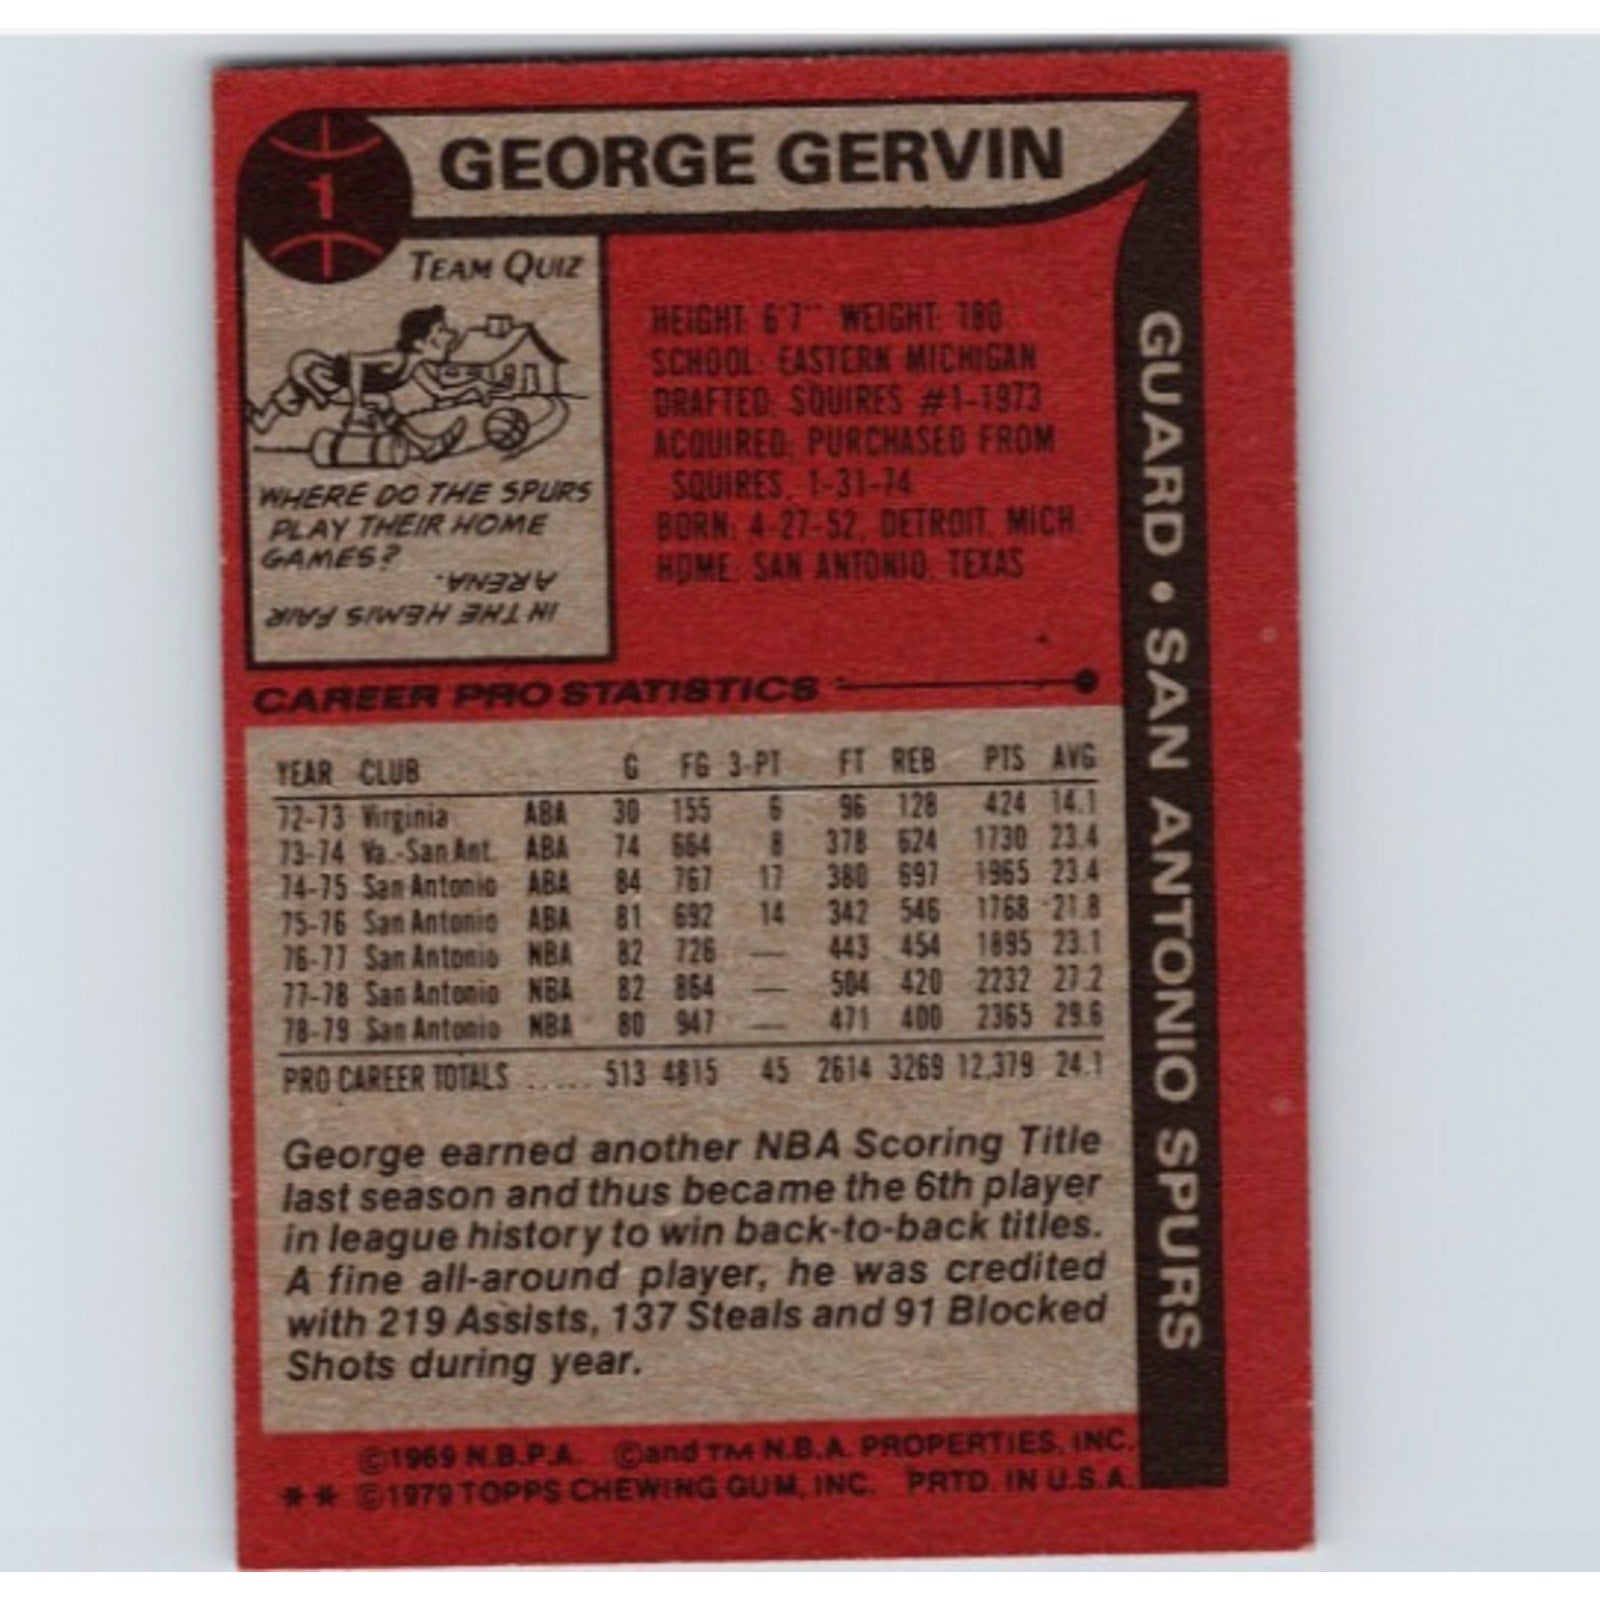 1
GEORGE GERVIN
TEAM QUIZ
WHERE DO THE SPURS
PLAY THEIR HOME
GAMES?
IN THE HEMIS FAIR
ARENA.
HEIGHT: 6'7" WEIGHT: 180
SCHOOL: EASTERN MICHIGAN
DRAFTED: SQUIRES #1-1973
ACQUIRED: PURCHASED FROM
SQUIRES, 1-31-74
BORN: 4-27-52, DETROIT, MICH.
HOME: SAN ANTONIO, TEXAS
GUARD • SAN ANTONIO SPURS
CAREER PRO STATISTICS
YEAR CLUB G FG 3-PT FT REB PTS AVG
72-73 Virginia ABA 30 155 6 96 128 424 14.1
73-74 Va.-San Ant. ABA 74 664 8 378 624 1730 23.4
74-75 San Antonio ABA 84 767 17 380 697 1965 23.4
75-76 San Antonio ABA 81 692 14 342 546 1768 21.8
76-77 San Antonio NBA 82 726 — 443 454 1895 23.1
77-78 San Antonio NBA 82 864 — 504 420 2232 27.2
78-79 San Antonio NBA 80 947 — 471 400 2365 29.6
PRO CAREER TOTALS ..... 513 4815 45 2614 3269 12,379 24.1
George earned another NBA Scoring Title
last season and thus became the 6th player
in league history to win back-to-back titles.
A fine all-around player, he was credited
with 219 Assists, 137 Steals and 91 Blocked
Shots during year.
©1969 N.B.P.A. ©and TM N.B.A. PROPERTIES, INC.
** ©1979 TOPPS CHEWING GUM, INC. PRTD. IN U.S.A.